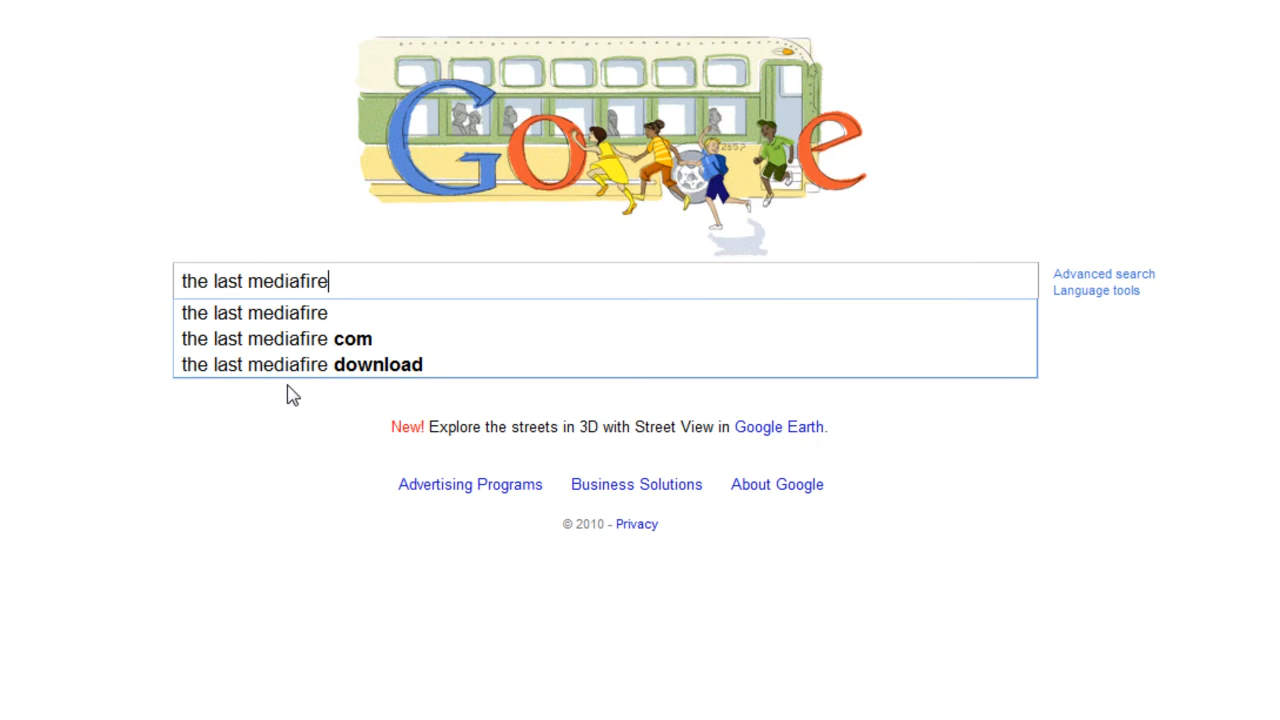 Google
2657
the last mediafire
Advanced search
Language tools
the last mediafire
the last mediafire com
the last mediafire download
New! Explore the streets in 3D with Street View in Google Earth.
Advertising Programs Business Solutions About Google
© 2010 - Privacy